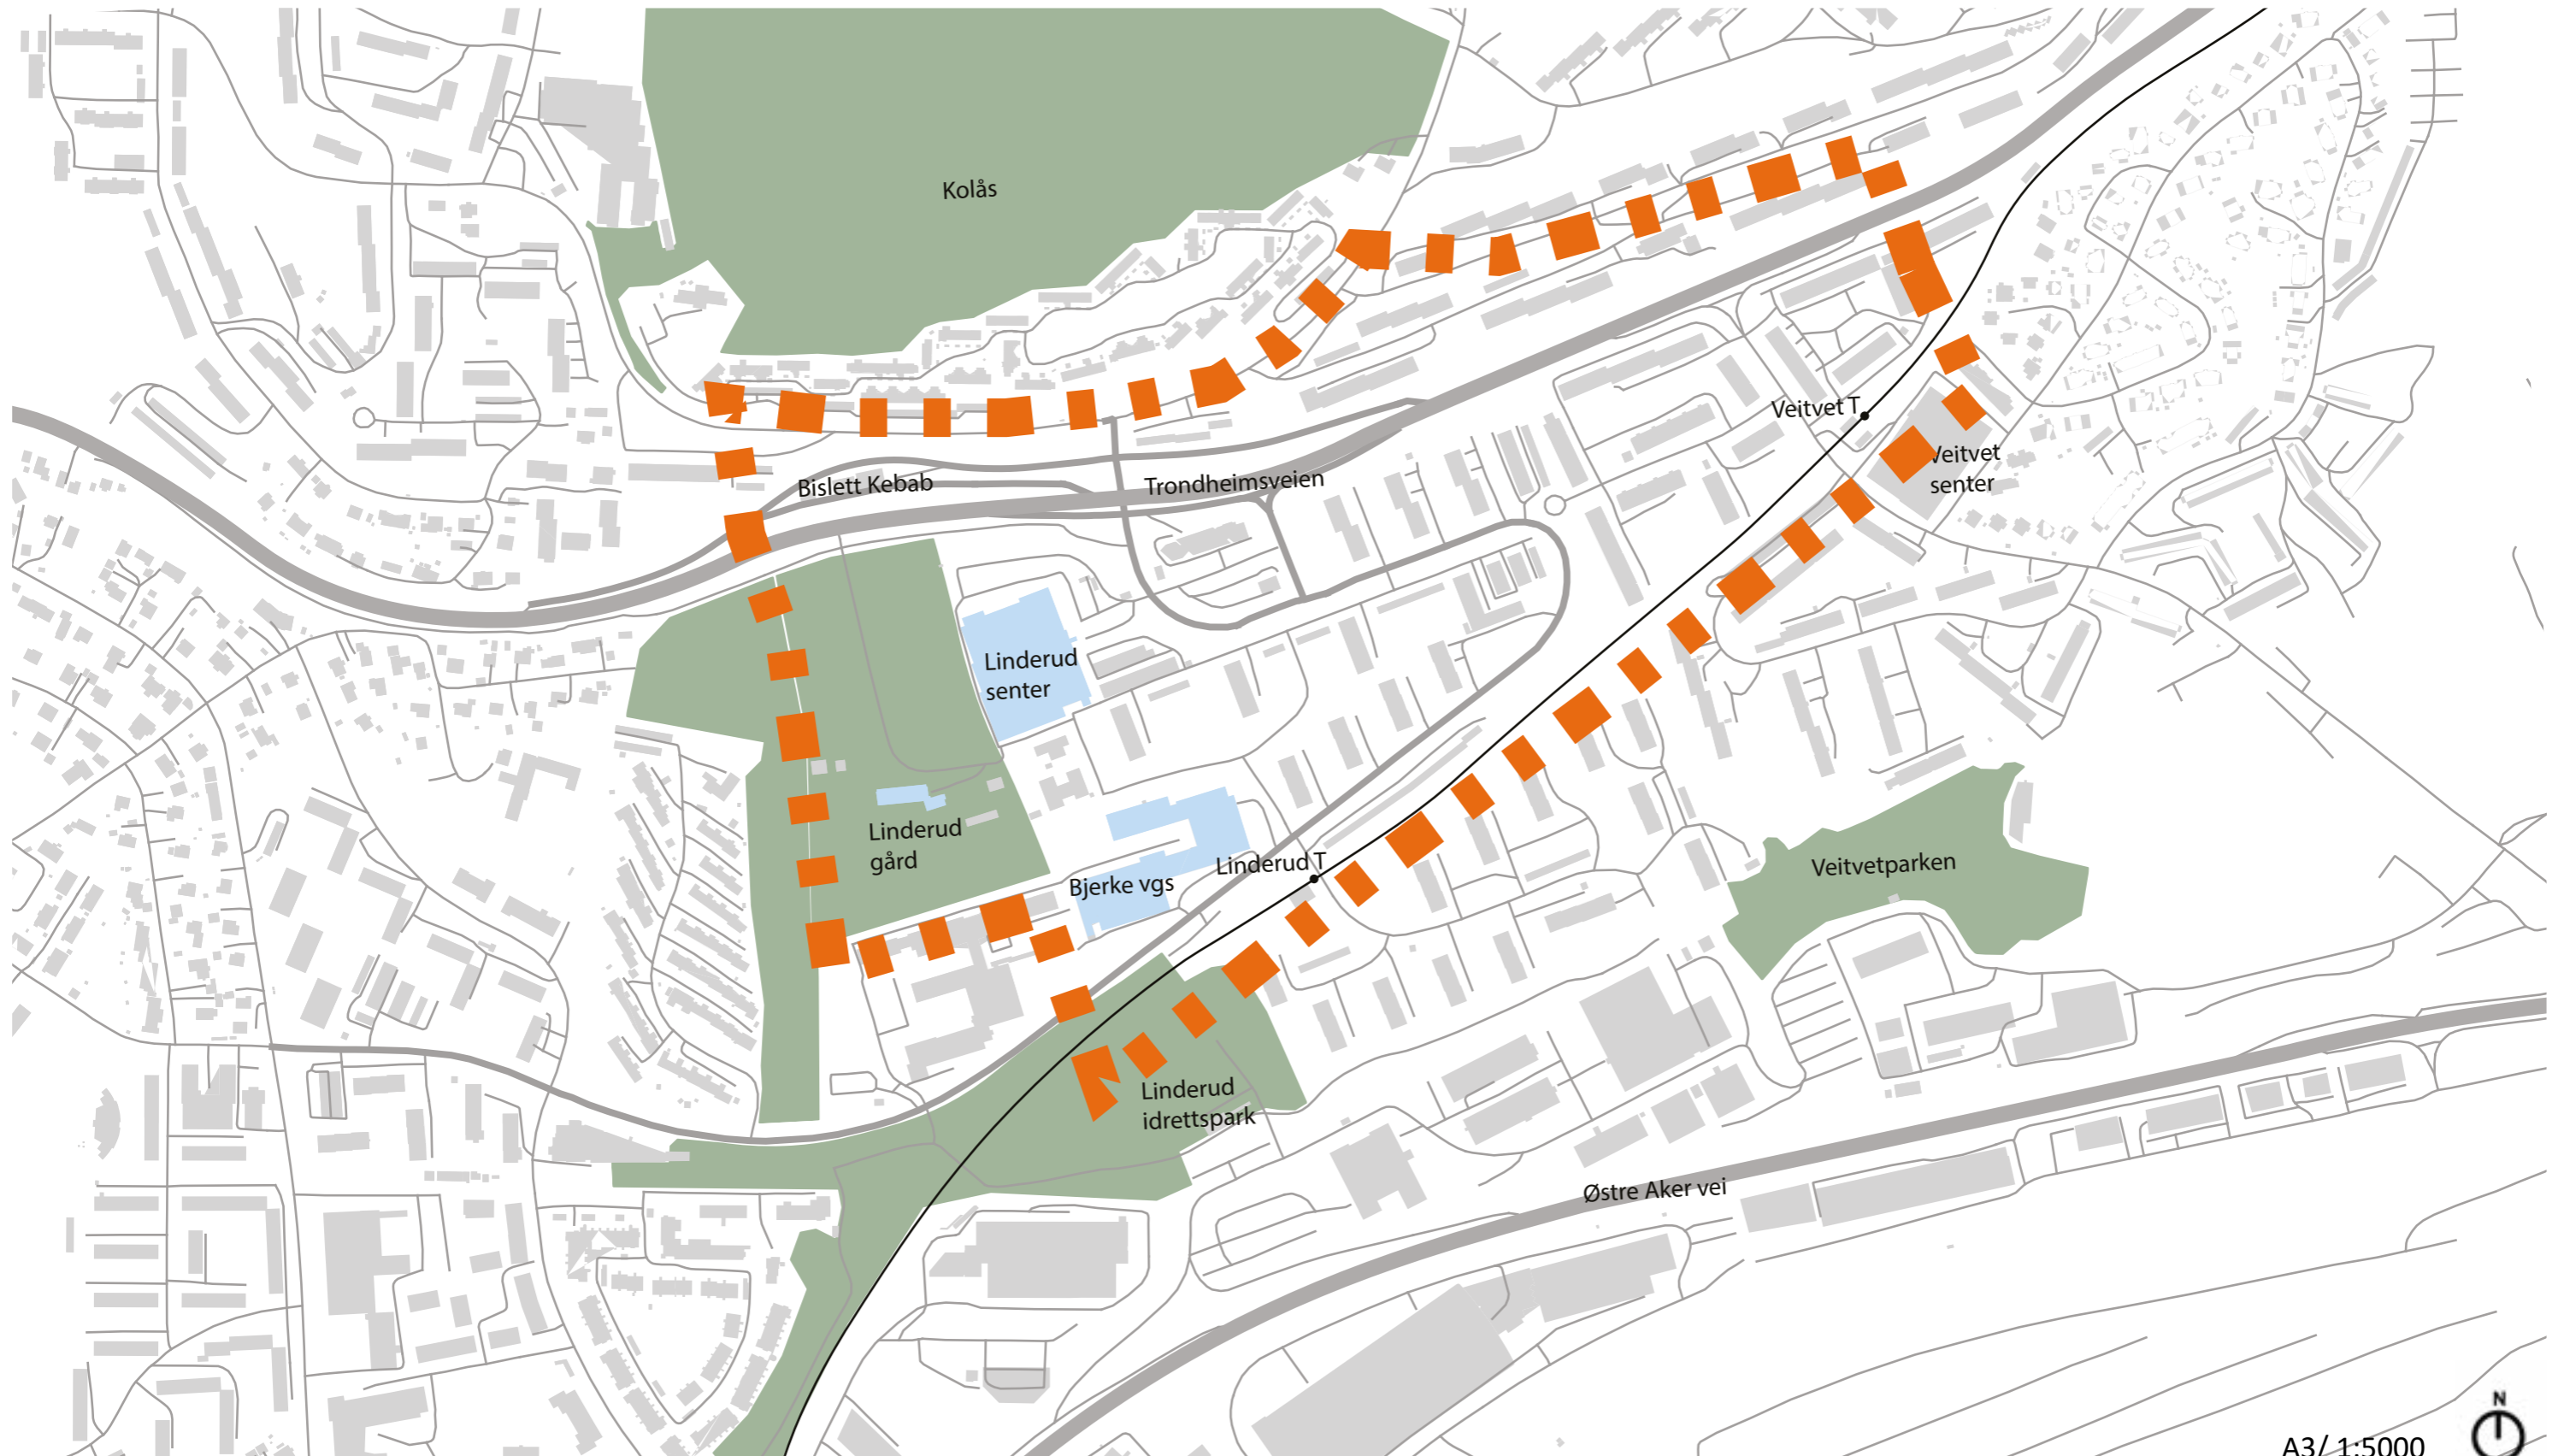 Kolås
Veitvet T
Veitvet
senter
Bislett Kebab
Trondheimsveien
Linderud
senter
Linderud
gård
Linderud T
Bjerke vgs
Veitvetparken
Linderud
idrettspark
Østre Aker vei
N
A3/ 1:5000